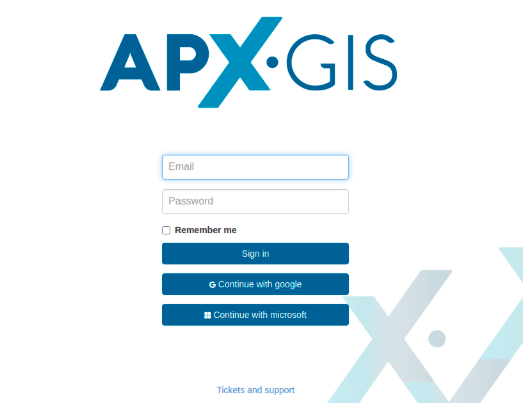 APX·GIS
Email
Password
Remember me
Sign in
Continue with google
Continue with microsoft
Tickets and support